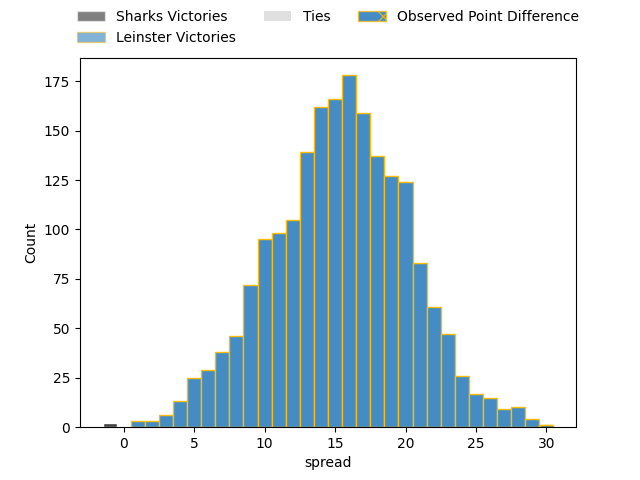 Sharks Victories
Ties
Observed Point Difference
Leinster Victories
175
150
125
100
75
50
25
0
Count
0 5 10 15 20 25 30
spread